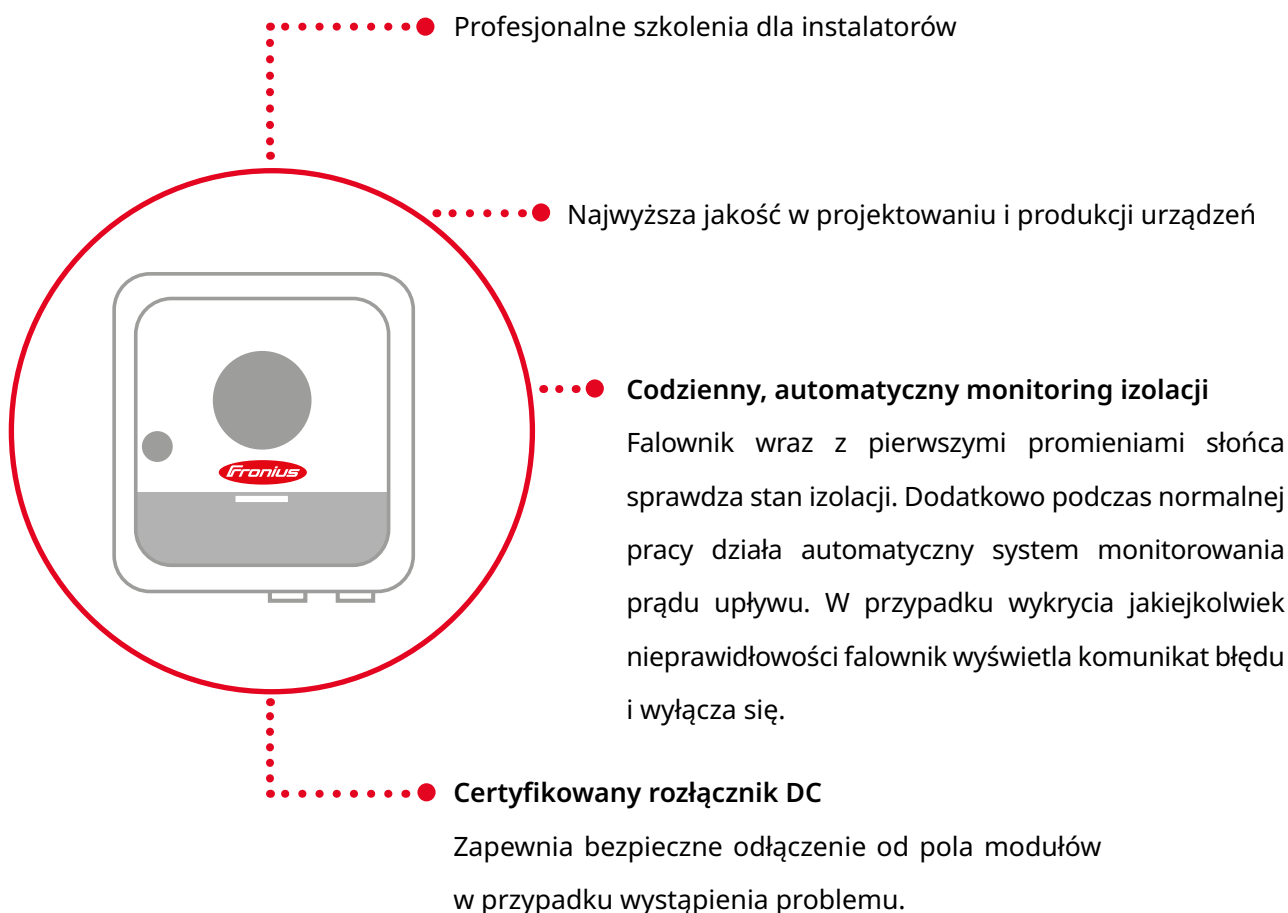 Profesjonalne szkolenia dla instalatorów
Najwyższa jakość w projektowaniu i produkcji urządzeń
Codzienny, automatyczny monitoring izolacji
Falownik wraz z pierwszymi promieniami słońca
sprawdza stan izolacji. Dodatkowo podczas normalnej
pracy działa automatyczny system monitorowania
prądu upływu. W przypadku wykrycia jakiejkolwiek
nieprawidłowości falownik wyświetla komunikat błędu
i wyłącza się.
Fronius
Certyfikowany rozłącznik DC
Zapewnia bezpieczne odłączenie od pola modułów
w przypadku wystąpienia problemu.